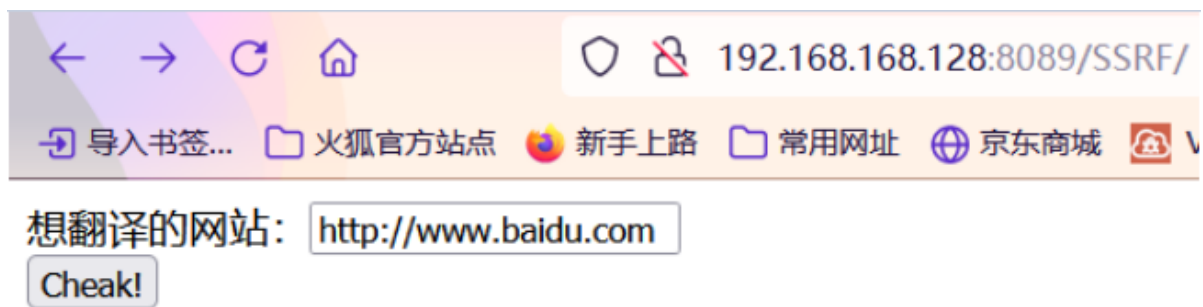 192.168.168.128:8089/SSRF/
导入书签... 火狐官方站点 新手上路 常用网址 京东商城
想翻译的网站： http://www.baidu.com
Cheak!